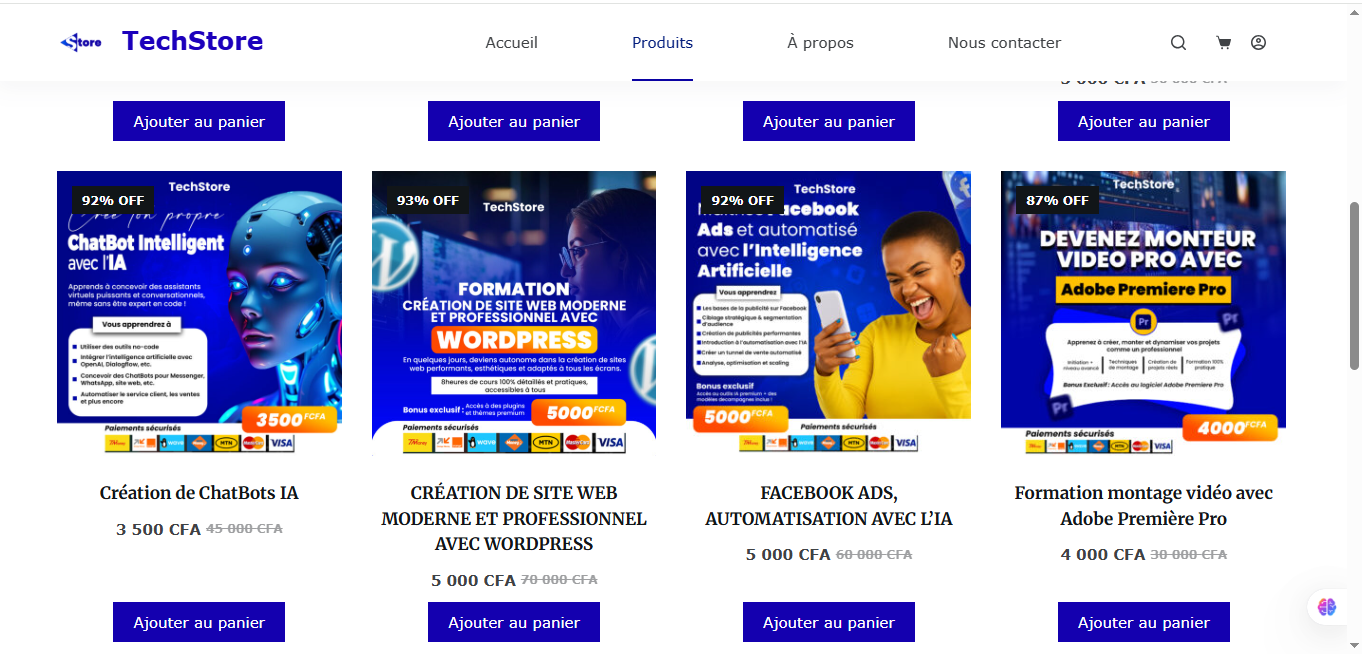 Store TechStore Accueil Produits À propos Nous contacter
5 000 CFA 50 000 CFA
Ajouter au panier Ajouter au panier Ajouter au panier Ajouter au panier
92% OFF
TechStore
Crée ton propre
ChatBot Intelligent
avec l'IA
Apprends à concevoir des assistants
virtuels puissants et conversationnels,
même sans être expert en code !
Vous apprendrez à
Utiliser des outils no-code
Intégrer l'intelligence artificielle avec
OpenAI, Dialogflow, etc.
Concevoir des ChatBots pour Messenger,
WhatsApp, site web, etc.
Automatiser le service client, les ventes
et plus encore
3500 FCFA
Paiements sécurisés
wave MTN MasterCard VISA
93% OFF
TechStore
FORMATION
CRÉATION DE SITE WEB MODERNE
ET PROFESSIONNEL AVEC
WORDPRESS
En quelques jours, deviens autonome dans la création de sites
web performants, esthétiques et adaptés à tous les écrans.
8heures de cours 100% détaillés et pratiques,
accessibles à tous
Bonus exclusif : Accès à des plugins
et thèmes premium
5000 FCFA
Paiements sécurisés
wave MTN MasterCard VISA
92% OFF
TechStore
Facebook
Ads et automatisé
avec l'Intelligence
Artificielle
Vous apprendrez
Les bases de la publicité sur Facebook
Ciblage stratégique & segmentation
d'audience
Création de publicités performantes
Introduction à l'automatisation avec l'IA
Créer un tunnel de vente automatisé
Analyse, optimisation et scaling
Bonus exclusif
Accès au outils IA premium + des
modèles decampagnes inclus !
5000 FCFA
Paiements sécurisés
wave MTN MasterCard VISA
87% OFF
TechStore
DEVENEZ MONTEUR
VIDEO PRO AVEC
Adobe Premiere Pro
Pr
Pr
Apprenez à créer, monter et dynamiser vos projets
comme un professionnel
Initiation +
niveau avancé
Techniques
de montage
Création de
projets réels
Formation 100%
pratique
Bonus Exclusif : Accès au logiciel Adobe Premiere Pro
Pr
4000 FCFA
Paiements sécurisés
wave MTN VISA
Création de ChatBots IA
3 500 CFA 45 000 CFA
CRÉATION DE SITE WEB
MODERNE ET PROFESSIONNEL
AVEC WORDPRESS
5 000 CFA 70 000 CFA
FACEBOOK ADS,
AUTOMATISATION AVEC L'IA
5 000 CFA 60 000 CFA
Formation montage vidéo avec
Adobe Première Pro
4 000 CFA 30 000 CFA
Ajouter au panier Ajouter au panier Ajouter au panier Ajouter au panier